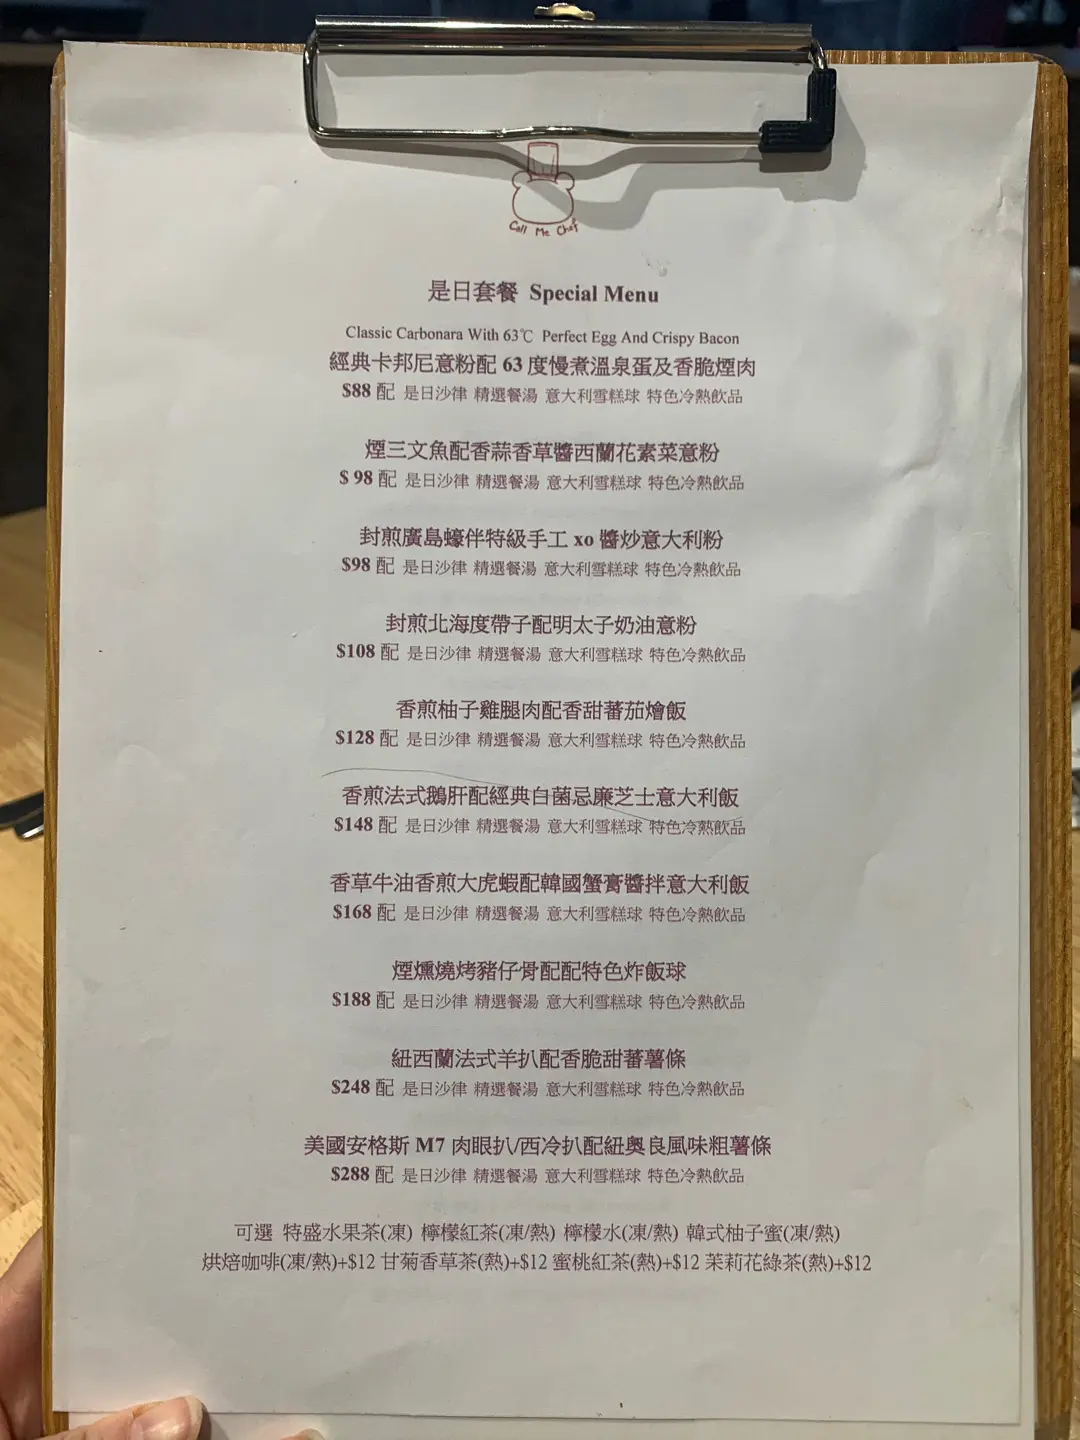 Call Me Chef
是日套餐 Special Menu
Classic Carbonara With 63℃ Perfect Egg And Crispy Bacon
經典卡邦尼意粉配 63 度慢煮溫泉蛋及香脆煙肉
$88 配 是日沙律 精選餐湯 意大利雪糕球 特色冷熱飲品
煙三文魚配香蒜香草醬西蘭花素菜意粉
$ 98 配 是日沙律 精選餐湯 意大利雪糕球 特色冷熱飲品
封煎廣島蠔伴特級手工 xo 醬炒意大利粉
$98 配 是日沙律 精選餐湯 意大利雪糕球 特色冷熱飲品
封煎北海度帶子配明太子奶油意粉
$108 配 是日沙律 精選餐湯 意大利雪糕球 特色冷熱飲品
香煎柚子雞腿肉配香甜蕃茄燴飯
$128 配 是日沙律 精選餐湯 意大利雪糕球 特色冷熱飲品
香煎法式鵝肝配經典白菌忌廉芝士意大利飯
$148 配 是日沙律 精選餐湯 意大利雪糕球 特色冷熱飲品
香草牛油香煎大虎蝦配韓國蟹膏醬拌意大利飯
$168 配 是日沙律 精選餐湯 意大利雪糕球 特色冷熱飲品
煙燻燒烤豬仔骨配配特色炸飯球
$188 配 是日沙律 精選餐湯 意大利雪糕球 特色冷熱飲品
紐西蘭法式羊扒配香脆甜蕃薯條
$248 配 是日沙律 精選餐湯 意大利雪糕球 特色冷熱飲品
美國安格斯 M7 肉眼扒/西冷扒配紐奧良風味粗薯條
$288 配 是日沙律 精選餐湯 意大利雪糕球 特色冷熱飲品
可選 特盛水果茶(凍) 檸檬紅茶(凍/熱) 檸檬水(凍/熱) 韓式柚子蜜(凍/熱)
烘焙咖啡(凍/熱)+$12 甘菊香草茶(熱)+$12 蜜桃紅茶(熱)+$12 茉莉花綠茶(熱)+$12